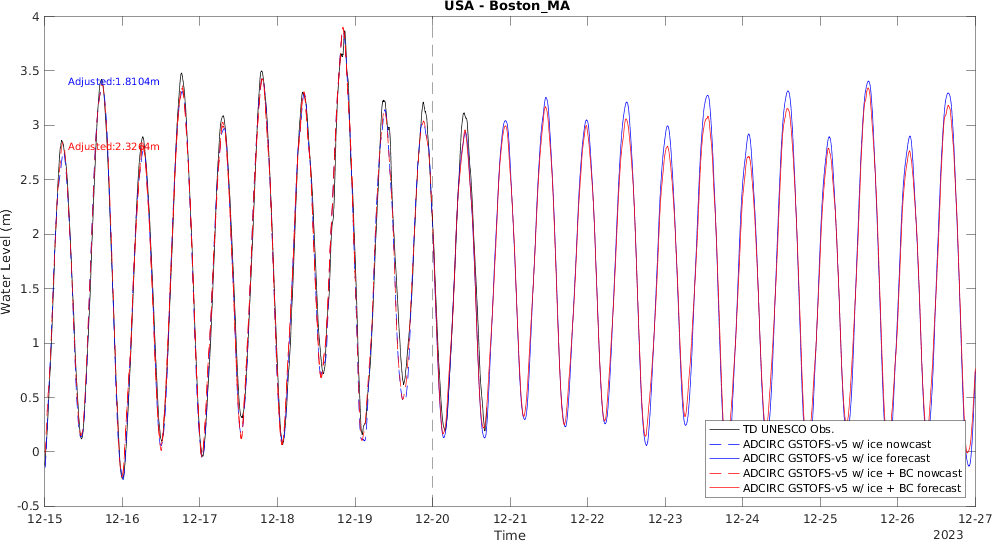 USA - Boston_MA
4
3.5
3
2.5
2
1.5
1
0.5
0
-0.5
Water Level (m)
Adjusted:1.8104m
Adjusted:2.3264m
TD UNESCO Obs.
ADCIRC GSTOFS-v5 w/ ice nowcast
ADCIRC GSTOFS-v5 w/ ice forecast
ADCIRC GSTOFS-v5 w/ ice + BC nowcast
ADCIRC GSTOFS-v5 w/ ice + BC forecast
12-15 12-16 12-17 12-18 12-19 12-20 12-21 12-22 12-23 12-24 12-25 12-26 12-27
Time
2023